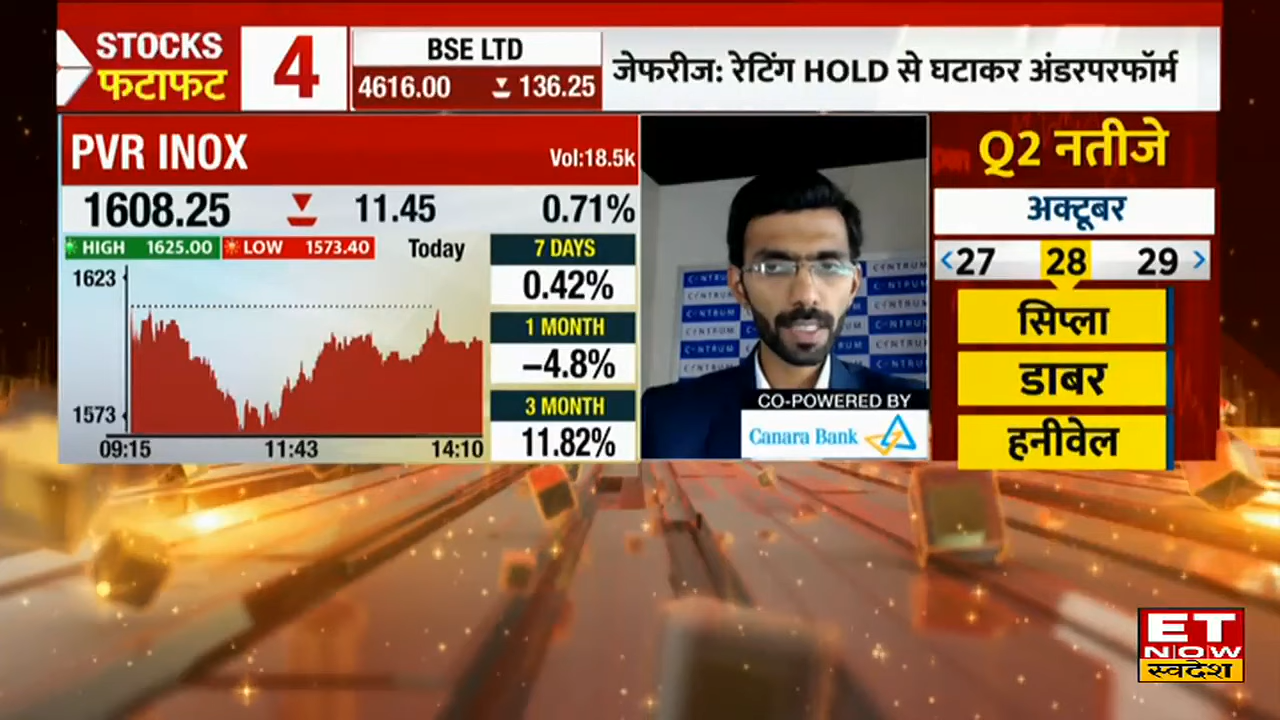 STOCKS
फटाफट
4
BSE LTD
4616.00 136.25
जेफरीज: रेटिंग HOLD से घटाकर अंडरपरफॉर्म
PVR INOX
Vol:18.5k
1608.25 11.45 0.71%
HIGH 1625.00 LOW 1573.40 Today
1623
1573
09:15 11:43 14:10
7 DAYS
0.42%
1 MONTH
–4.8%
3 MONTH
11.82%
CENTRUM
CO-POWERED BY
Canara Bank
Q2 नतीजे
अक्टूबर
27 28 29
सिप्ला
डाबर
हनीवेल
ET
NOW
स्वदेश